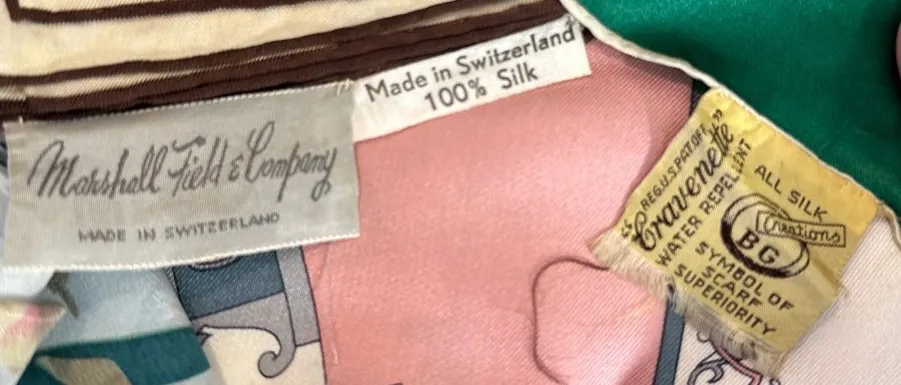 Marshall Field & Company
MADE IN SWITZERLAND
Made in Switzerland
100% Silk
REG.U.S.PAT.OFF.
"Cravenette"
WATER REPELLENT
ALL SILK
BG Creations
SYMBOL OF
SCARF
SUPERIORITY